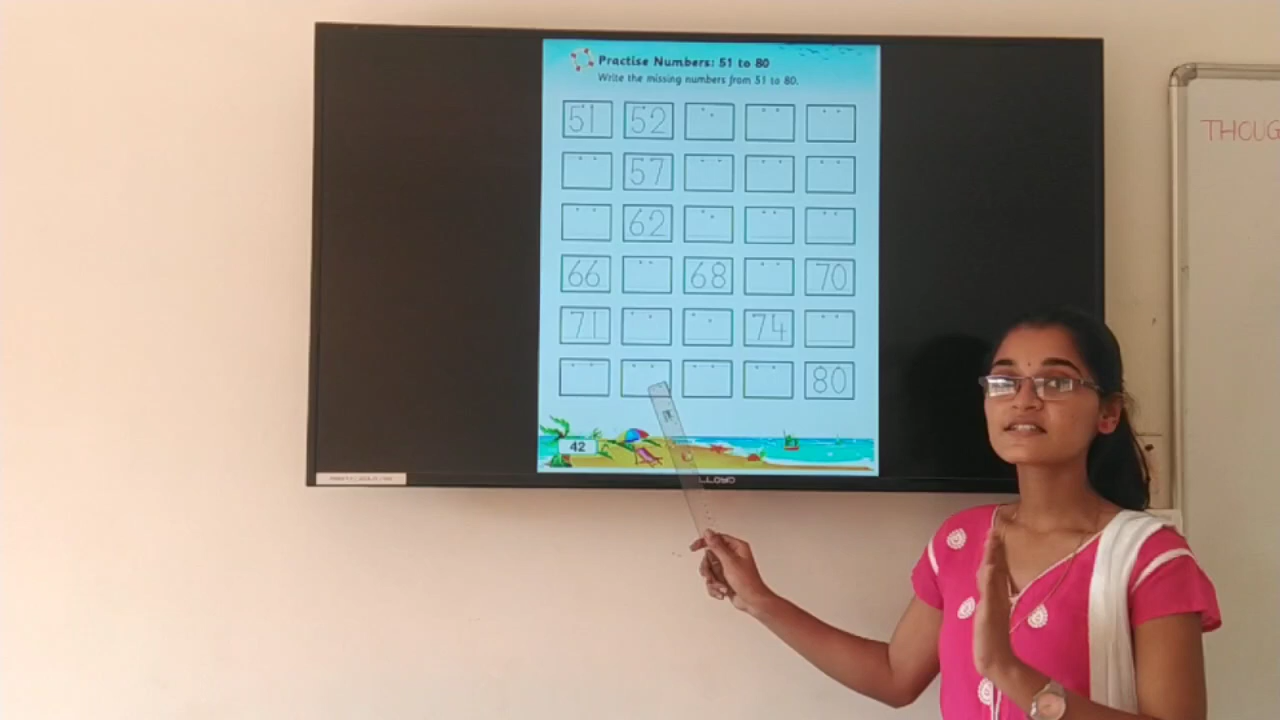 Practise Numbers: 51 to 80
Write the missing numbers from 51 to 80.
51 52
57
62
66 68 70
71 74
80
42
LLOYD
THOUG